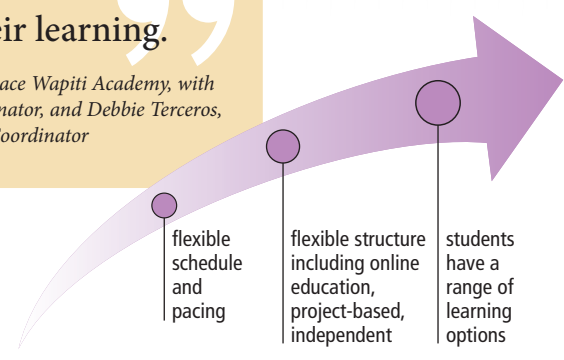 eir learning.
ace Wapiti Academy, with
nator, and Debbie Terceros,
Coordinator
flexible
schedule
and
pacing
flexible structure
including online
education,
project-based,
independent
students
have a
range of
learning
options